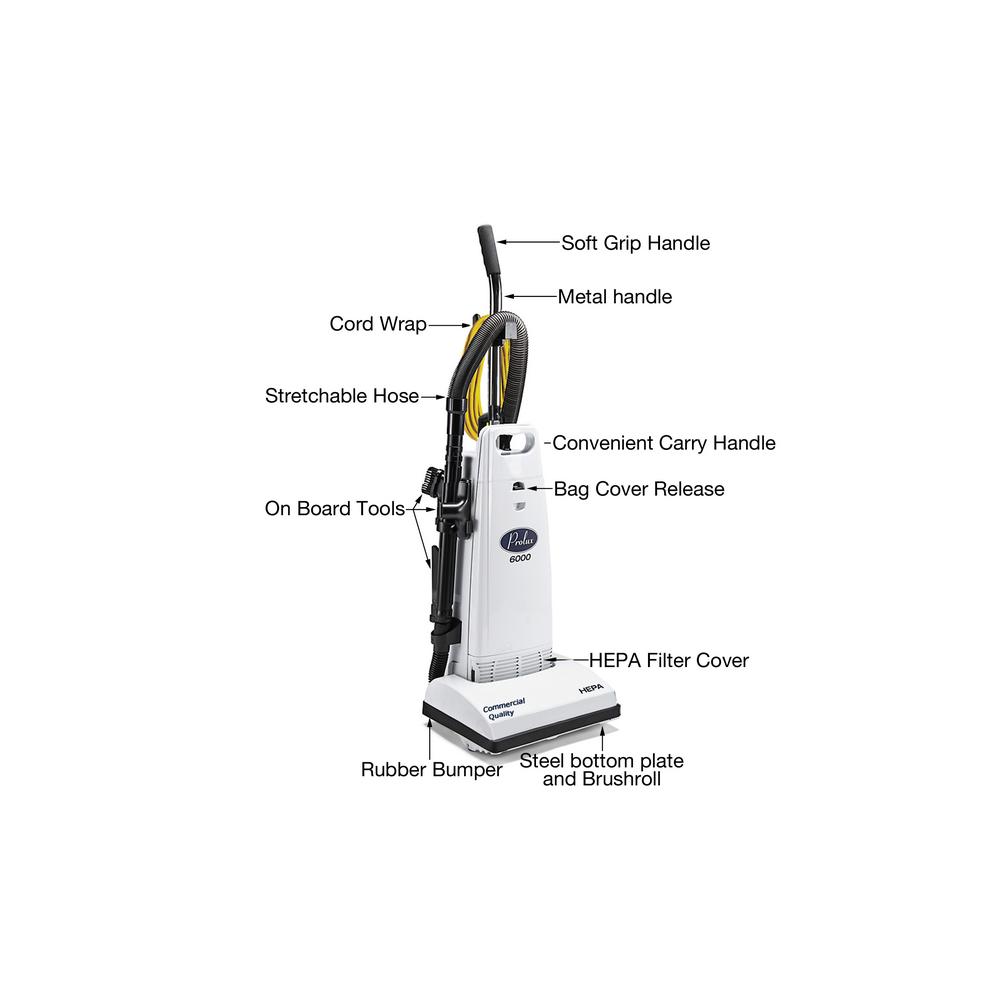 Soft Grip Handle
Metal handle
Cord Wrap
Stretchable Hose
Convenient Carry Handle
Bag Cover Release
On Board Tools
Prolux
6000
HEPA Filter Cover
HEPA
Commercial
Quality
Rubber Bumper
Steel bottom plate
and Brushroll